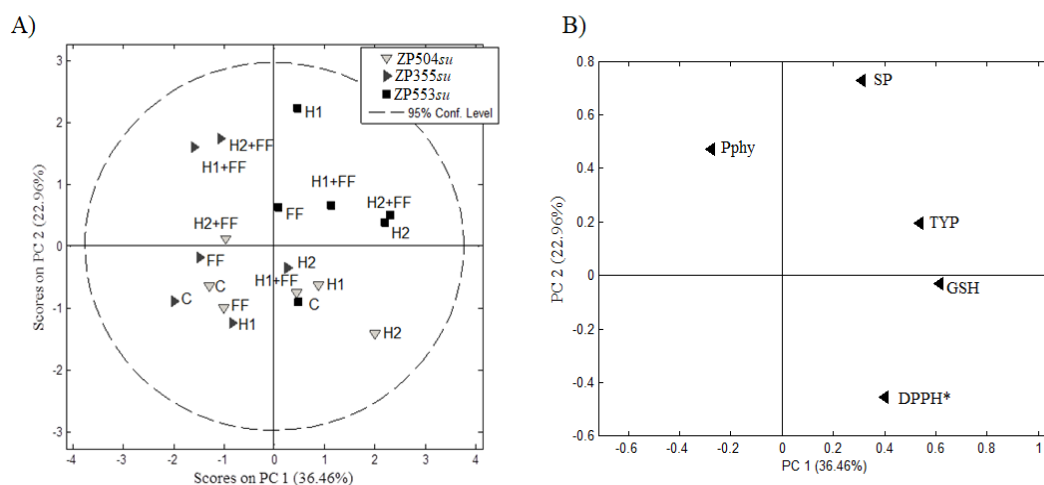 A)
B)
Scores on PC 2 (22.96%)
3
2
1
0
-1
-2
-3
ZP504su
ZP355su
ZP553su
95% Conf. Level
H1
H2+FF
H1+FF
H1+FF
H2+FF
FF
H2
H2+FF
FF
H2
H1+FF
H1
C
C
FF
C
H1
H2
-4
-3
-2
-1
0
1
2
3
4
Scores on PC 1 (36.46%)
PC 2 (22.96%)
0.8
0.6
0.4
0.2
0
-0.2
-0.4
-0.6
SP
Pphy
TYP
GSH
DPPH*
-0.6
-0.4
-0.2
0
0.2
0.4
0.6
0.8
1
PC 1 (36.46%)